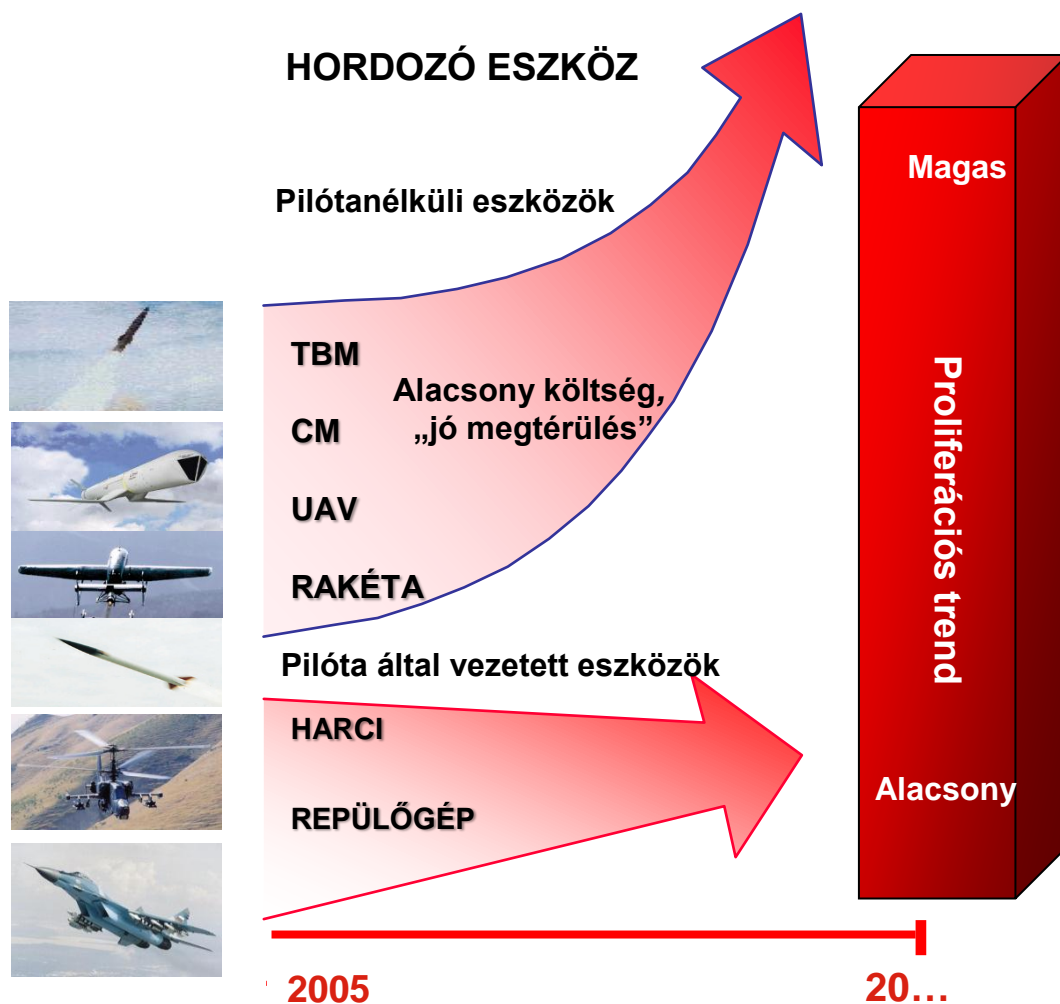 HORDOZÓ ESZKÖZ
Pilótanélküli eszközök
TBM
Alacsony költség,
„jó megtérülés”
CM
UAV
RAKÉTA
Pilóta által vezetett eszközök
HARCI
REPÜLŐGÉP
Magas
Proliferációs trend
Alacsony
2005
20…